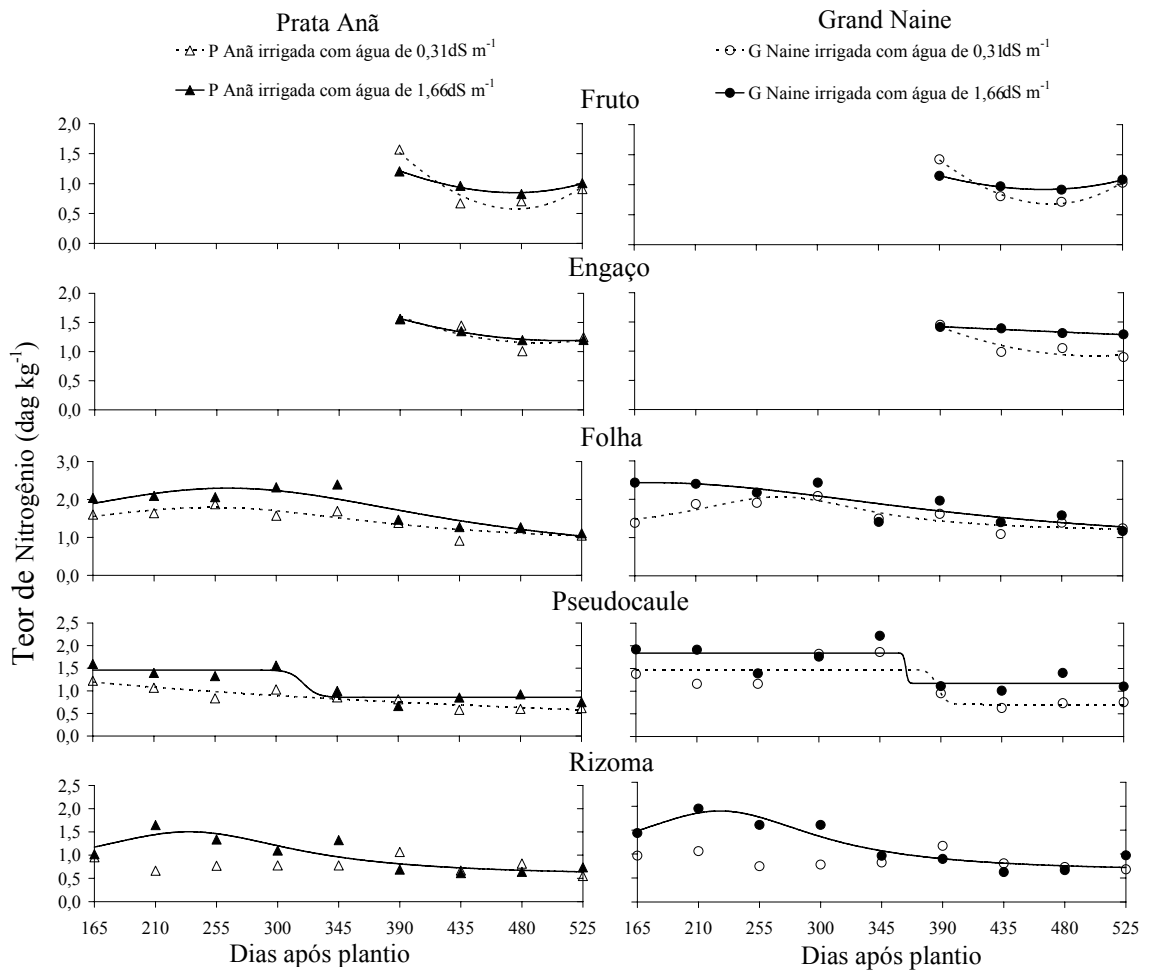 Prata Anã
Grand Naine
P Anã irrigada com água de 0,31dS m⁻¹
G Naine irrigada com água de 0,31dS m⁻¹
P Anã irrigada com água de 1,66dS m⁻¹
G Naine irrigada com água de 1,66dS m⁻¹
Teor de Nitrogênio (dag kg⁻¹)
Fruto
2,0
1,5
1,0
0,5
0,0
Engaço
2,0
1,5
1,0
0,5
0,0
Folha
3,0
2,0
1,0
0,0
Pseudocaule
2,5
2,0
1,5
1,0
0,5
0,0
Rizoma
2,5
2,0
1,5
1,0
0,5
0,0
165 210 255 300 345 390 435 480 525
165 210 255 300 345 390 435 480 525
Dias após plantio
Dias após plantio